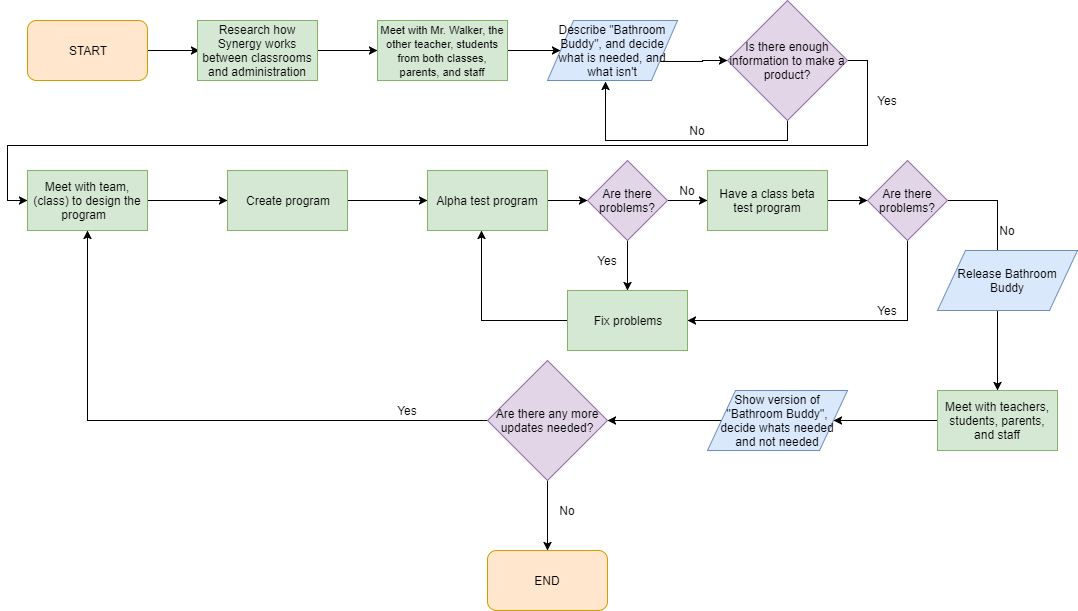 START
Research how
Synergy works
between classrooms
and administration
Meet with Mr. Walker, the
other teacher, students
from both classes,
parents, and staff
Describe "Bathroom
Buddy", and decide
what is needed, and
what isn't
Is there enough
information to make a
product?
Yes
No
Meet with team,
(class) to design the
program
Create program
Alpha test program
Are there
problems?
No
Have a class beta
test program
Are there
problems?
No
Yes
Release Bathroom
Buddy
Fix problems
Yes
Are there any more
updates needed?
Yes
Show version of
"Bathroom Buddy",
decide whats needed
and not needed
Meet with teachers,
students, parents,
and staff
No
END